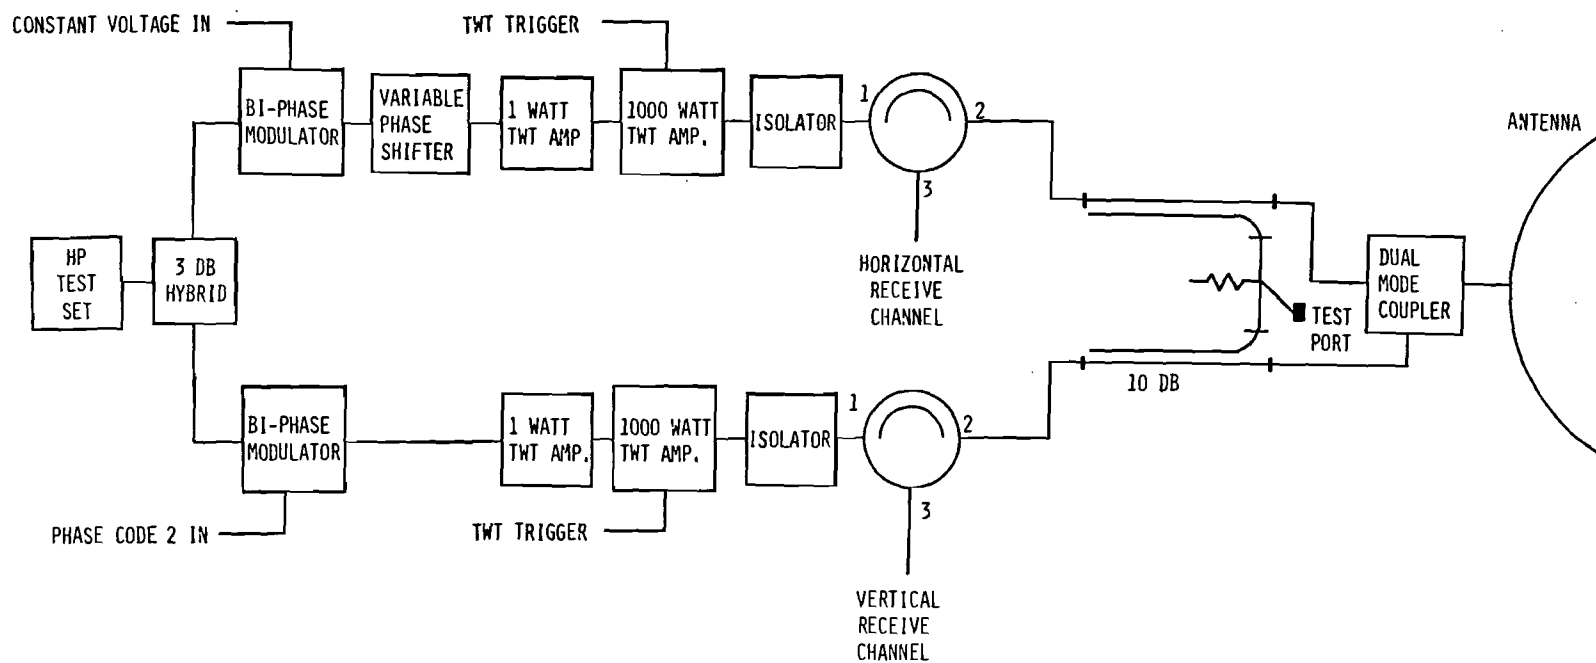 CONSTANT VOLTAGE IN
TWT TRIGGER
BI-PHASE
MODULATOR
VARIABLE
PHASE
SHIFTER
1 WATT
TWT AMP
1000 WATT
TWT AMP.
ISOLATOR
1
2
3
HORIZONTAL
RECEIVE
CHANNEL
ANTENNA
HP
TEST
SET
3 DB
HYBRID
TEST
PORT
DUAL
MODE
COUPLER
10 DB
BI-PHASE
MODULATOR
1 WATT
TWT AMP.
1000 WATT
TWT AMP.
ISOLATOR
1
2
3
PHASE CODE 2 IN
TWT TRIGGER
VERTICAL
RECEIVE
CHANNEL